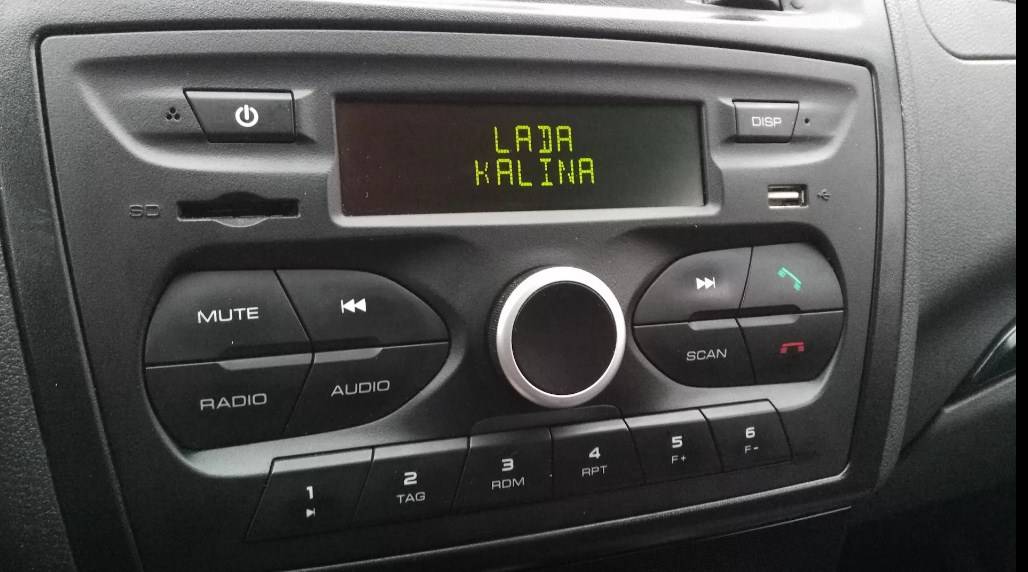 LADA
KALINA
DISP
SD
MUTE
RADIO
AUDIO
SCAN
1
2
TAG
3
RDM
4
RPT
5
F+
6
F-